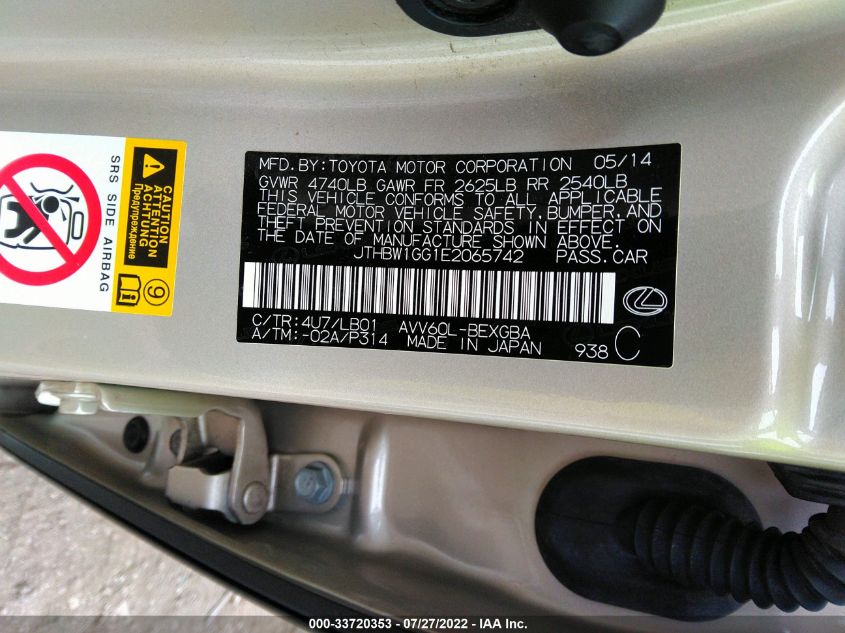 SRS SIDE AIRBAG
CAUTION
ATTENTION
ACHTUNG
Предупреждение
9
MFD. BY: TOYOTA MOTOR CORPORATION 05/14
GVWR 4740LB GAWR FR 2625LB RR 2540LB
THIS VEHICLE CONFORMS TO ALL APPLICABLE
FEDERAL MOTOR VEHICLE SAFETY, BUMPER, AND
THEFT PREVENTION STANDARDS IN EFFECT ON
THE DATE OF MANUFACTURE SHOWN ABOVE.
JTHBW1GG1E2065742 PASS. CAR
C/TR: 4U7/LB01 AVV60L-BEXGBA
A/TM: -02A/P314 MADE IN JAPAN 938 C
000-33720353 - 07/27/2022 - IAA Inc.